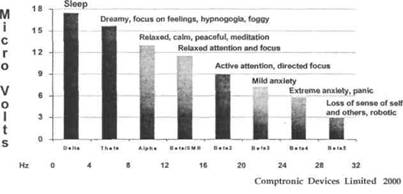 Micro Volts
Sleep
Dreamy, focus on feelings, hypnogogia, foggy
Relaxed, calm, peaceful, meditation
Relaxed attention and focus
Active attention, directed focus
Mild anxiety
Extreme anxiety, panic
Loss of sense of self
and others, robotic
18
15
12
9
6
3
0
Delta Theta Alpha Beta/SMR Beta2 Beta3 Beta4 Beta5
Hz 0 4 8 12 16 20 24 28 32
Comptronic Devices Limited 2000